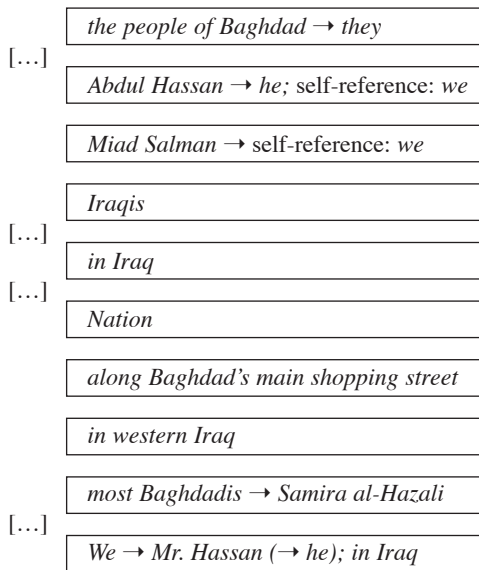 the people of Baghdad → they
[…]
Abdul Hassan → he; self-reference: we
Miad Salman → self-reference: we
Iraqis
[…]
in Iraq
[…]
Nation
along Baghdad’s main shopping street
in western Iraq
most Baghdadis → Samira al-Hazali
[…]
We → Mr. Hassan (→ he); in Iraq